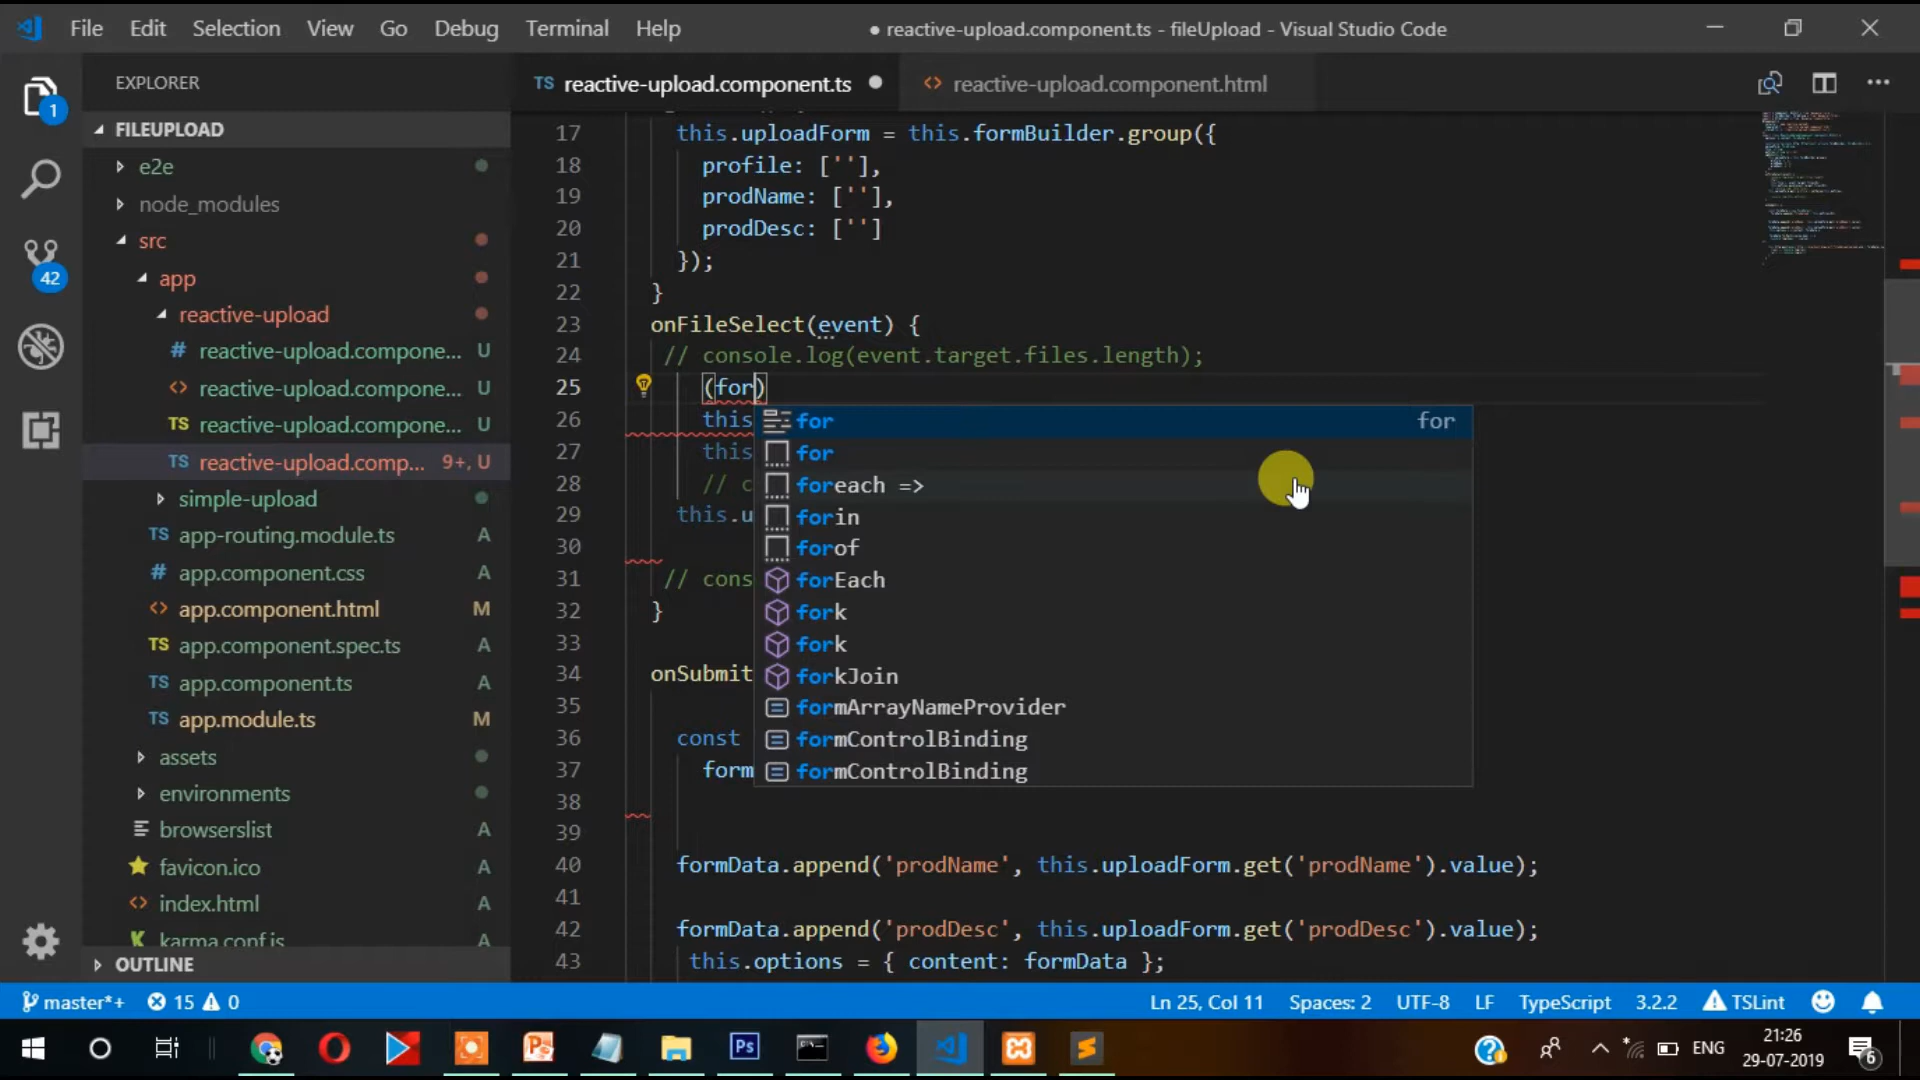 File Edit Selection View Go Debug Terminal Help ● reactive-upload.component.ts - fileUpload - Visual Studio Code
EXPLORER
TS reactive-upload.component.ts
<> reactive-upload.component.html
1
42
FILEUPLOAD
e2e
node_modules
src
app
reactive-upload
# reactive-upload.compone... U
<> reactive-upload.compone... U
TS reactive-upload.compone... U
TS reactive-upload.comp... 9+, U
simple-upload
TS app-routing.module.ts A
# app.component.css A
<> app.component.html M
TS app.component.spec.ts A
TS app.component.ts A
TS app.module.ts M
assets
environments
browserslist A
favicon.ico A
<> index.html A
karma.conf.js A
OUTLINE
17 this.uploadForm = this.formBuilder.group({
18 profile: [''],
19 prodName: [''],
20 prodDesc: ['']
21 });
22 }
23 onFileSelect(event) {
24 // console.log(event.target.files.length);
25 (for)
26 this
27 this
28 // c
29 this.u
30
31 // cons
32 }
33
34 onSubmit
35
36 const
37 form
38
39
40 formData.append('prodName', this.uploadForm.get('prodName').value);
41
42 formData.append('prodDesc', this.uploadForm.get('prodDesc').value);
43 this.options = { content: formData };
for for
for
foreach =>
forin
forof
forEach
fork
fork
forkJoin
formArrayNameProvider
formControlBinding
formControlBinding
master*+ 15 0 Ln 25, Col 11 Spaces: 2 UTF-8 LF TypeScript 3.2.2 TSLint
Ps
ENG
21:26
29-07-2019
6